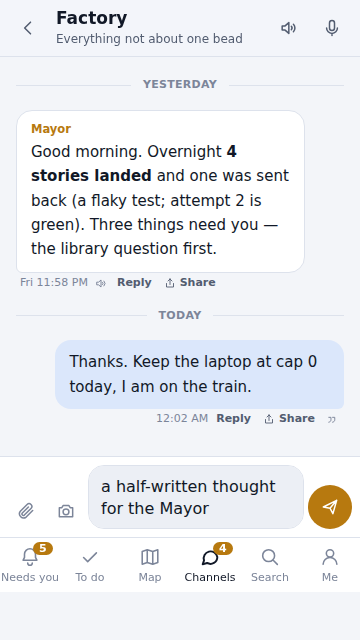 Factory
Everything not about one bead
YESTERDAY
Mayor
Good morning. Overnight 4
stories landed and one was sent
back (a flaky test; attempt 2 is
green). Three things need you —
the library question first.
Fri 11:58 PM Reply Share
TODAY
Thanks. Keep the laptop at cap 0
today, I am on the train.
12:02 AM Reply Share
a half-written thought
for the Mayor
5 4
Needs you To do Map Channels Search Me